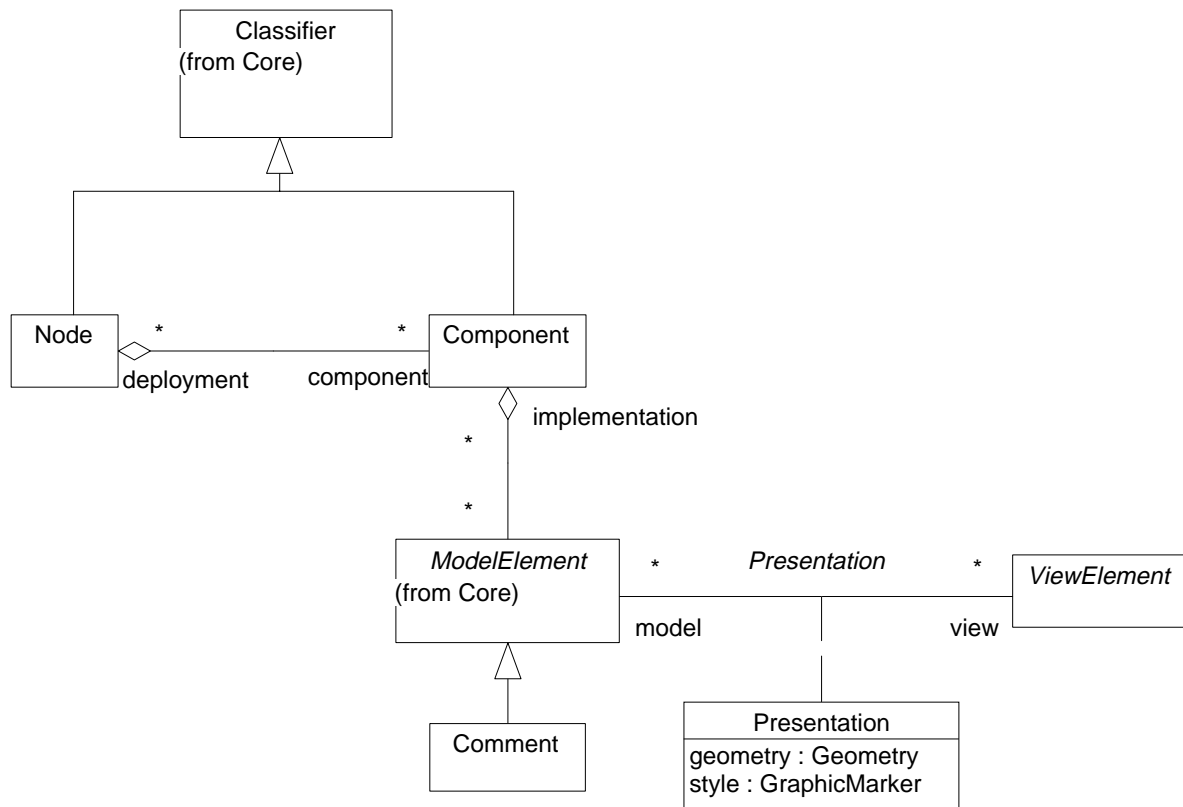 Classifier
(from Core)
Node
*
*
Component
deployment
component
implementation
*
*
ModelElement
(from Core)
*
Presentation
*
ViewElement
model
view
Comment
Presentation
geometry : Geometry
style : GraphicMarker